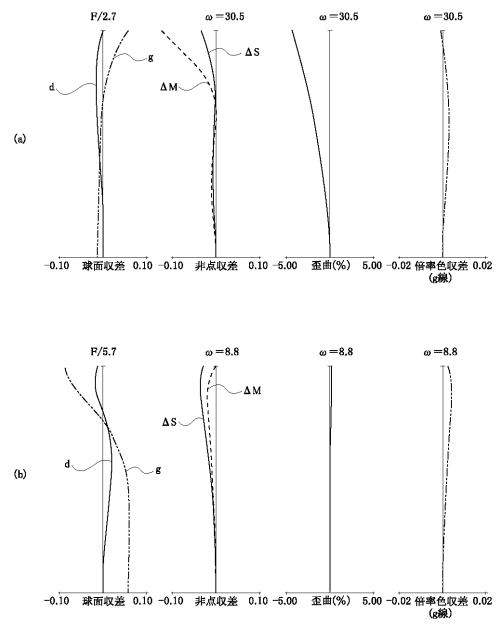 F/2.7 ω=30.5 ω=30.5 ω=30.5
ΔS
d g ΔM
(a)
-0.10 球面収差 0.10 -0.10 非点収差 0.10 -5.00 歪曲(%) 5.00 -0.02 倍率色収差 0.02
(g線)
F/5.7 ω=8.8 ω=8.8 ω=8.8
ΔM
ΔS
d g
(b)
-0.10 球面収差 0.10 -0.10 非点収差 0.10 -5.00 歪曲(%) 5.00 -0.02 倍率色収差 0.02
(g線)